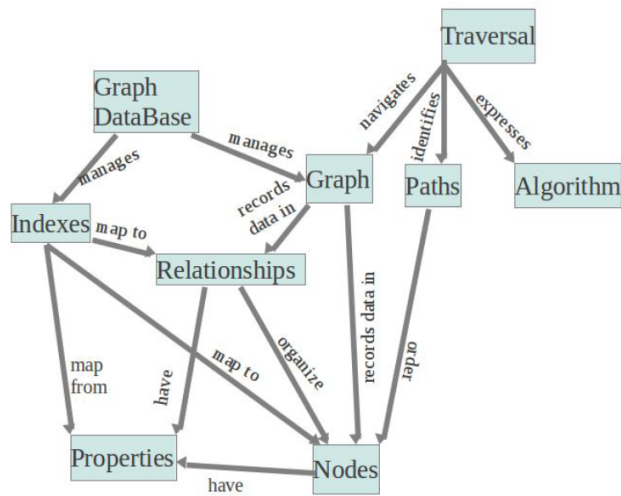 Traversal
Graph
DataBase
navigates
identifies
expresses
manages
manages
Graph
Paths
Algorithm
records
data in
Indexes
map to
Relationships
records data in
order
map
from
have
map to
organize
Properties
Nodes
have